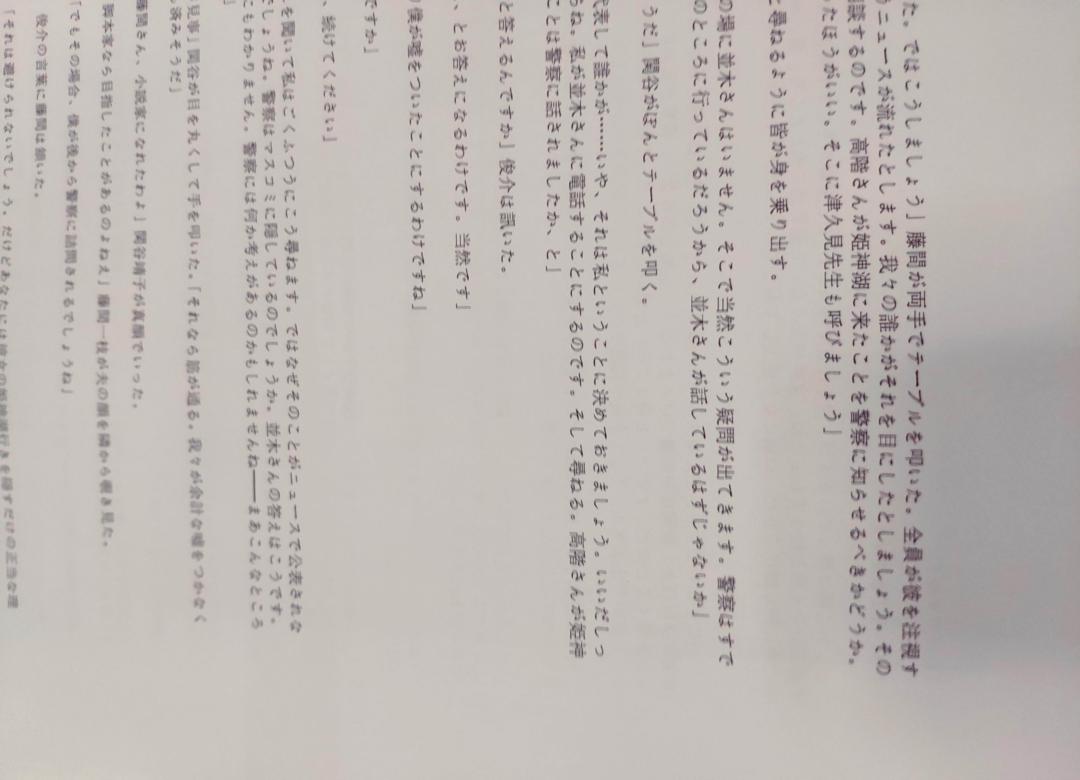 た。ではこうしましょう」藤間が両手でテーブルを叩いた。全員が彼を注視す
ニュースが流れたとします。我々の誰かがそれを目にしたとしましょう。その
談するのです。高階さんが姫神湖に来たことを警察に知らせるべきかどうか。
ったほうがいい。そこに津久見先生も呼びましょう」
と尋ねるように皆が身を乗り出す。
の場に並木さんはいません。そこで当然こういう疑問が出てきます。警察はすで
のところに行っているだろうから、並木さんが話しているはずじゃないか」
うだ」関谷がぽんとテーブルを叩く。
代表して誰かが……いや、それは私ということに決めておきましょう。いいだしっ
らね。私が並木さんに電話することにするのです。そして尋ねる。高階さんが姫神
ことは警察に話されましたか、と」
と答えるんですか」俊介は訊いた。
、とお答えになるわけです。当然です」
僕が嘘をついたことにするわけですね」
ですか」
、続けてください」
を聞いて私はごくふつうにこう尋ねます。ではなぜそのことがニュースで公表されな
でしょうね。警察はマスコミに隠しているのでしょうか。並木さんの答えはこうです。
にもわかりません。警察には何か考えがあるのかもしれませんね――まあこんなところ
」
見事」関谷が目を丸くして手を叩いた。「それなら筋が通る。我々が余計な嘘をつかなく
済みそうだ」
藤間さん、小説家になれたわよ」関谷靖子が真顔でいった。
脚本家なら目指したことがあるのよねえ」藤間一枝が夫の顔を隣から覗き見た。
「でもその場合、僕が後から警察に詰問されるでしょうね」
俊介の言葉に藤間は頷いた。
「それは避けられないでしょう。だけどあなたには彼女の姫神湖行きを隠すだけの正当な理